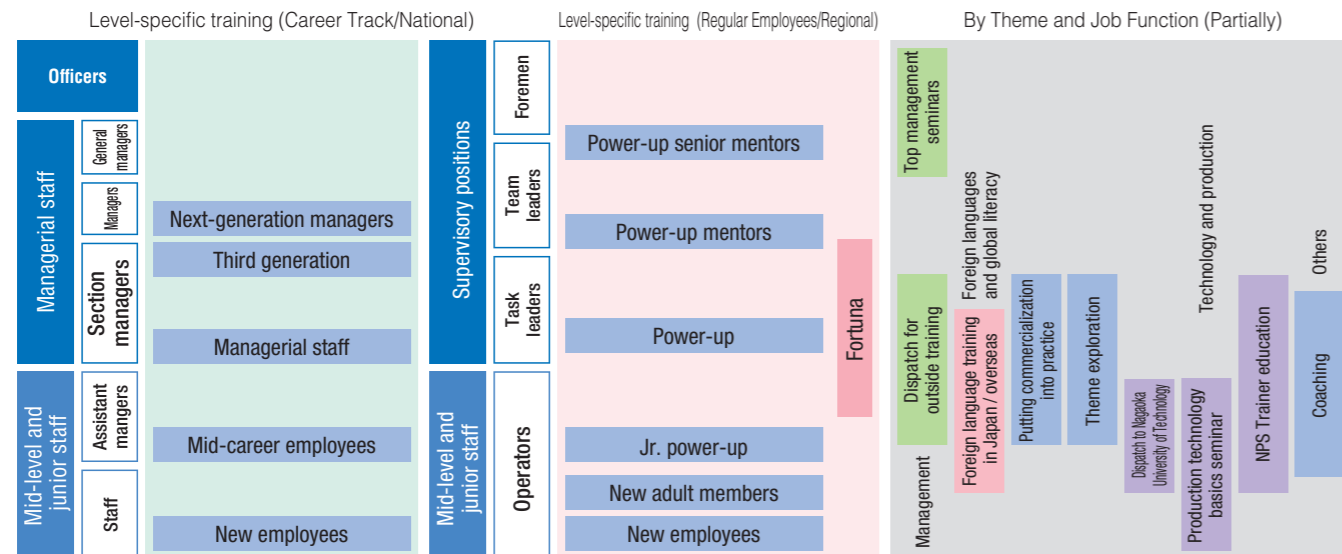 Level-specific training (Career Track/National)
Officers
Managerial staff
General
managers
Managers
Section
managers
Mid-level and
junior staff
Assistant
mangers
Staff
Next-generation managers
Third generation
Managerial staff
Mid-career employees
New employees
Level-specific training (Regular Employees/Regional)
Supervisory positions
Foremen
Team
leaders
Task
leaders
Mid-level and
junior staff
Operators
Power-up senior mentors
Power-up mentors
Power-up
Jr. power-up
New adult members
New employees
Fortuna
By Theme and Job Function (Partially)
Top management
seminars
Dispatch for
outside training
Management
Foreign languages
and global literacy
Foreign language training
in Japan / overseas
Putting commercialization
into practice
Theme exploration
Technology and production
Dispatch to Nagaoka
University of Technology
Production technology
basics seminar
NPS Trainer education
Others
Coaching